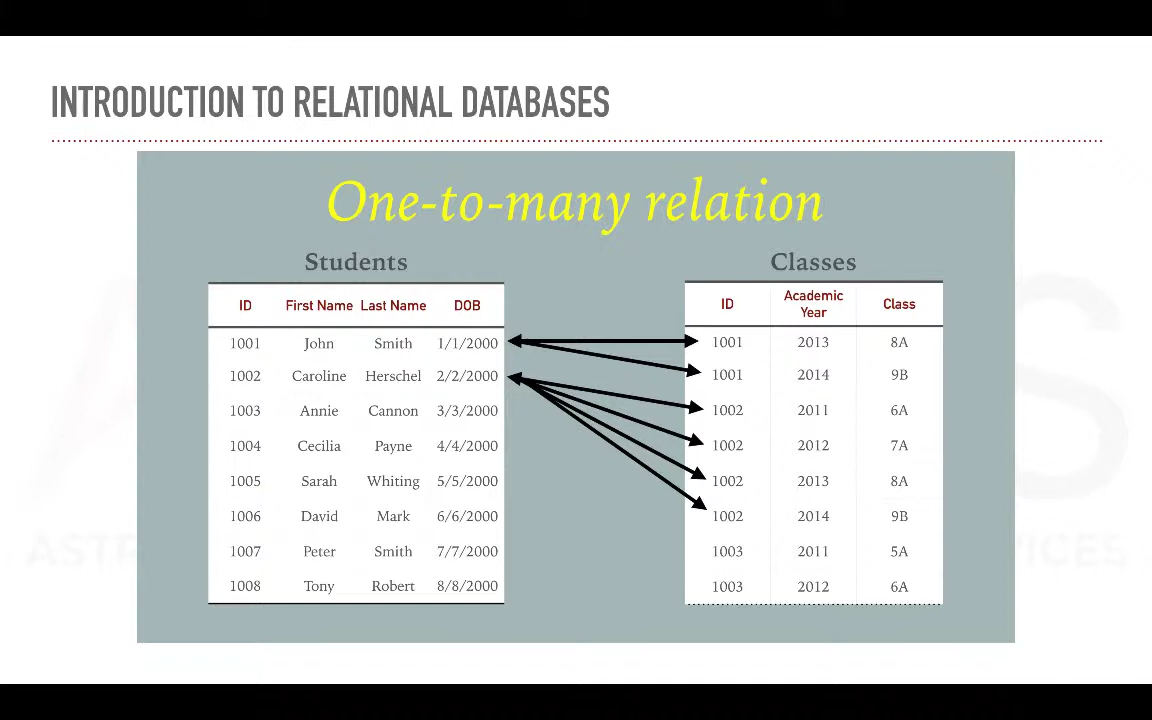 INTRODUCTION TO RELATIONAL DATABASES
One-to-many relation
Students
ID First Name Last Name DOB
1001 John Smith 1/1/2000
1002 Caroline Herschel 2/2/2000
1003 Annie Cannon 3/3/2000
1004 Cecilia Payne 4/4/2000
1005 Sarah Whiting 5/5/2000
1006 David Mark 6/6/2000
1007 Peter Smith 7/7/2000
1008 Tony Robert 8/8/2000
Classes
ID Academic Year Class
1001 2013 8A
1001 2014 9B
1002 2011 6A
1002 2012 7A
1002 2013 8A
1002 2014 9B
1003 2011 5A
1003 2012 6A